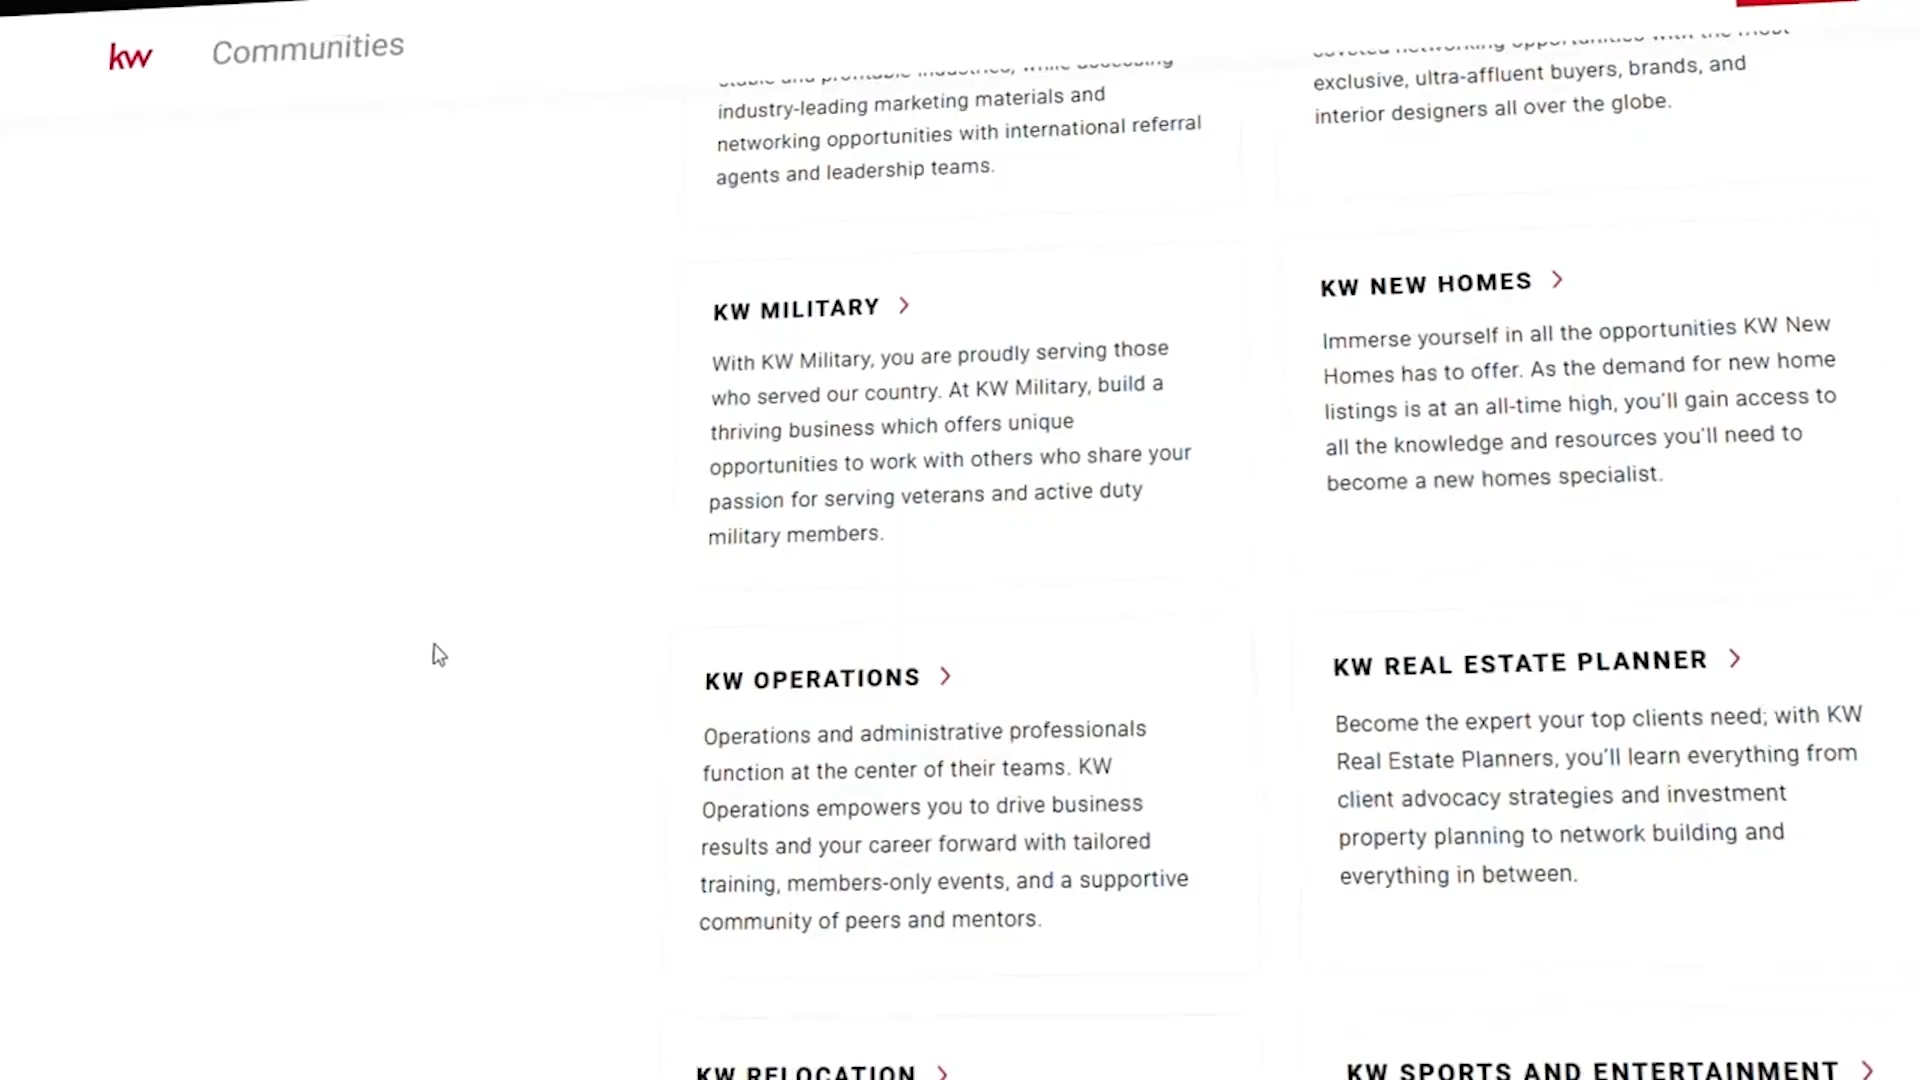 kw Communities
industry-leading marketing materials and
networking opportunities with international referral
agents and leadership teams.
exclusive, ultra-affluent buyers, brands, and
interior designers all over the globe.
KW MILITARY
With KW Military, you are proudly serving those
who served our country. At KW Military, build a
thriving business which offers unique
opportunities to work with others who share your
passion for serving veterans and active duty
military members.
KW NEW HOMES
Immerse yourself in all the opportunities KW New
Homes has to offer. As the demand for new home
listings is at an all-time high, you'll gain access to
all the knowledge and resources you'll need to
become a new homes specialist.
KW OPERATIONS
Operations and administrative professionals
function at the center of their teams. KW
Operations empowers you to drive business
results and your career forward with tailored
training, members-only events, and a supportive
community of peers and mentors.
KW REAL ESTATE PLANNER
Become the expert your top clients need; with KW
Real Estate Planners, you'll learn everything from
client advocacy strategies and investment
property planning to network building and
everything in between.
KW RELOCATION
KW SPORTS AND ENTERTAINMENT